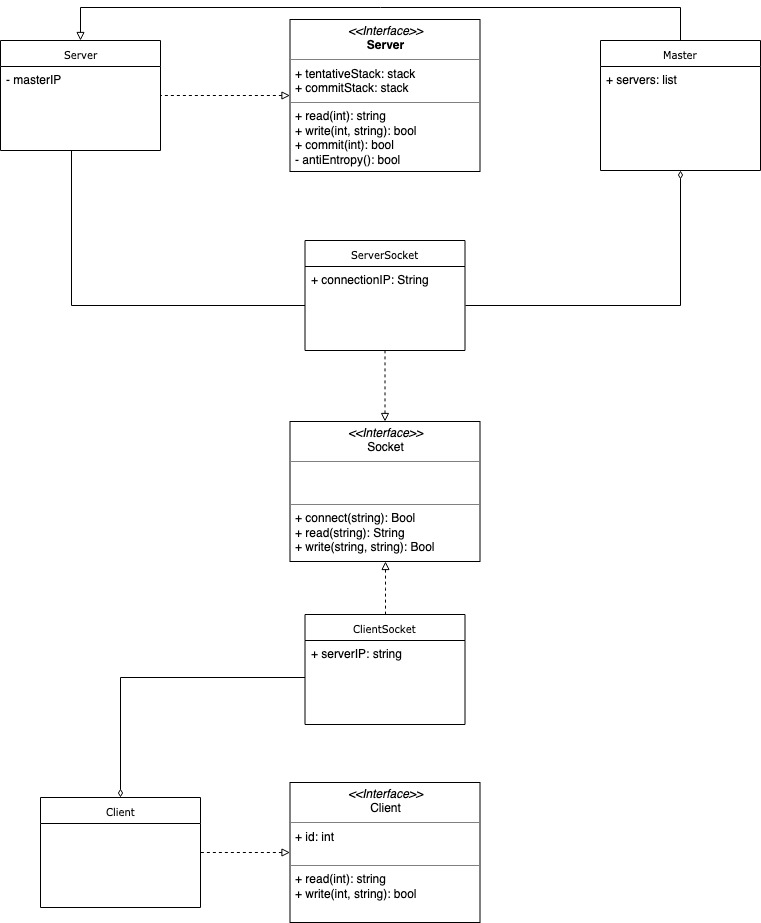 Server
- masterIP
<<Interface>>
Server
+ tentativeStack: stack
+ commitStack: stack
+ read(int): string
+ write(int, string): bool
+ commit(int): bool
- antiEntropy(): bool
Master
+ servers: list
ServerSocket
+ connectionIP: String
<<Interface>>
Socket
+ connect(string): Bool
+ read(string): String
+ write(string, string): Bool
ClientSocket
+ serverIP: string
Client
<<Interface>>
Client
+ id: int
+ read(int): string
+ write(int, string): bool